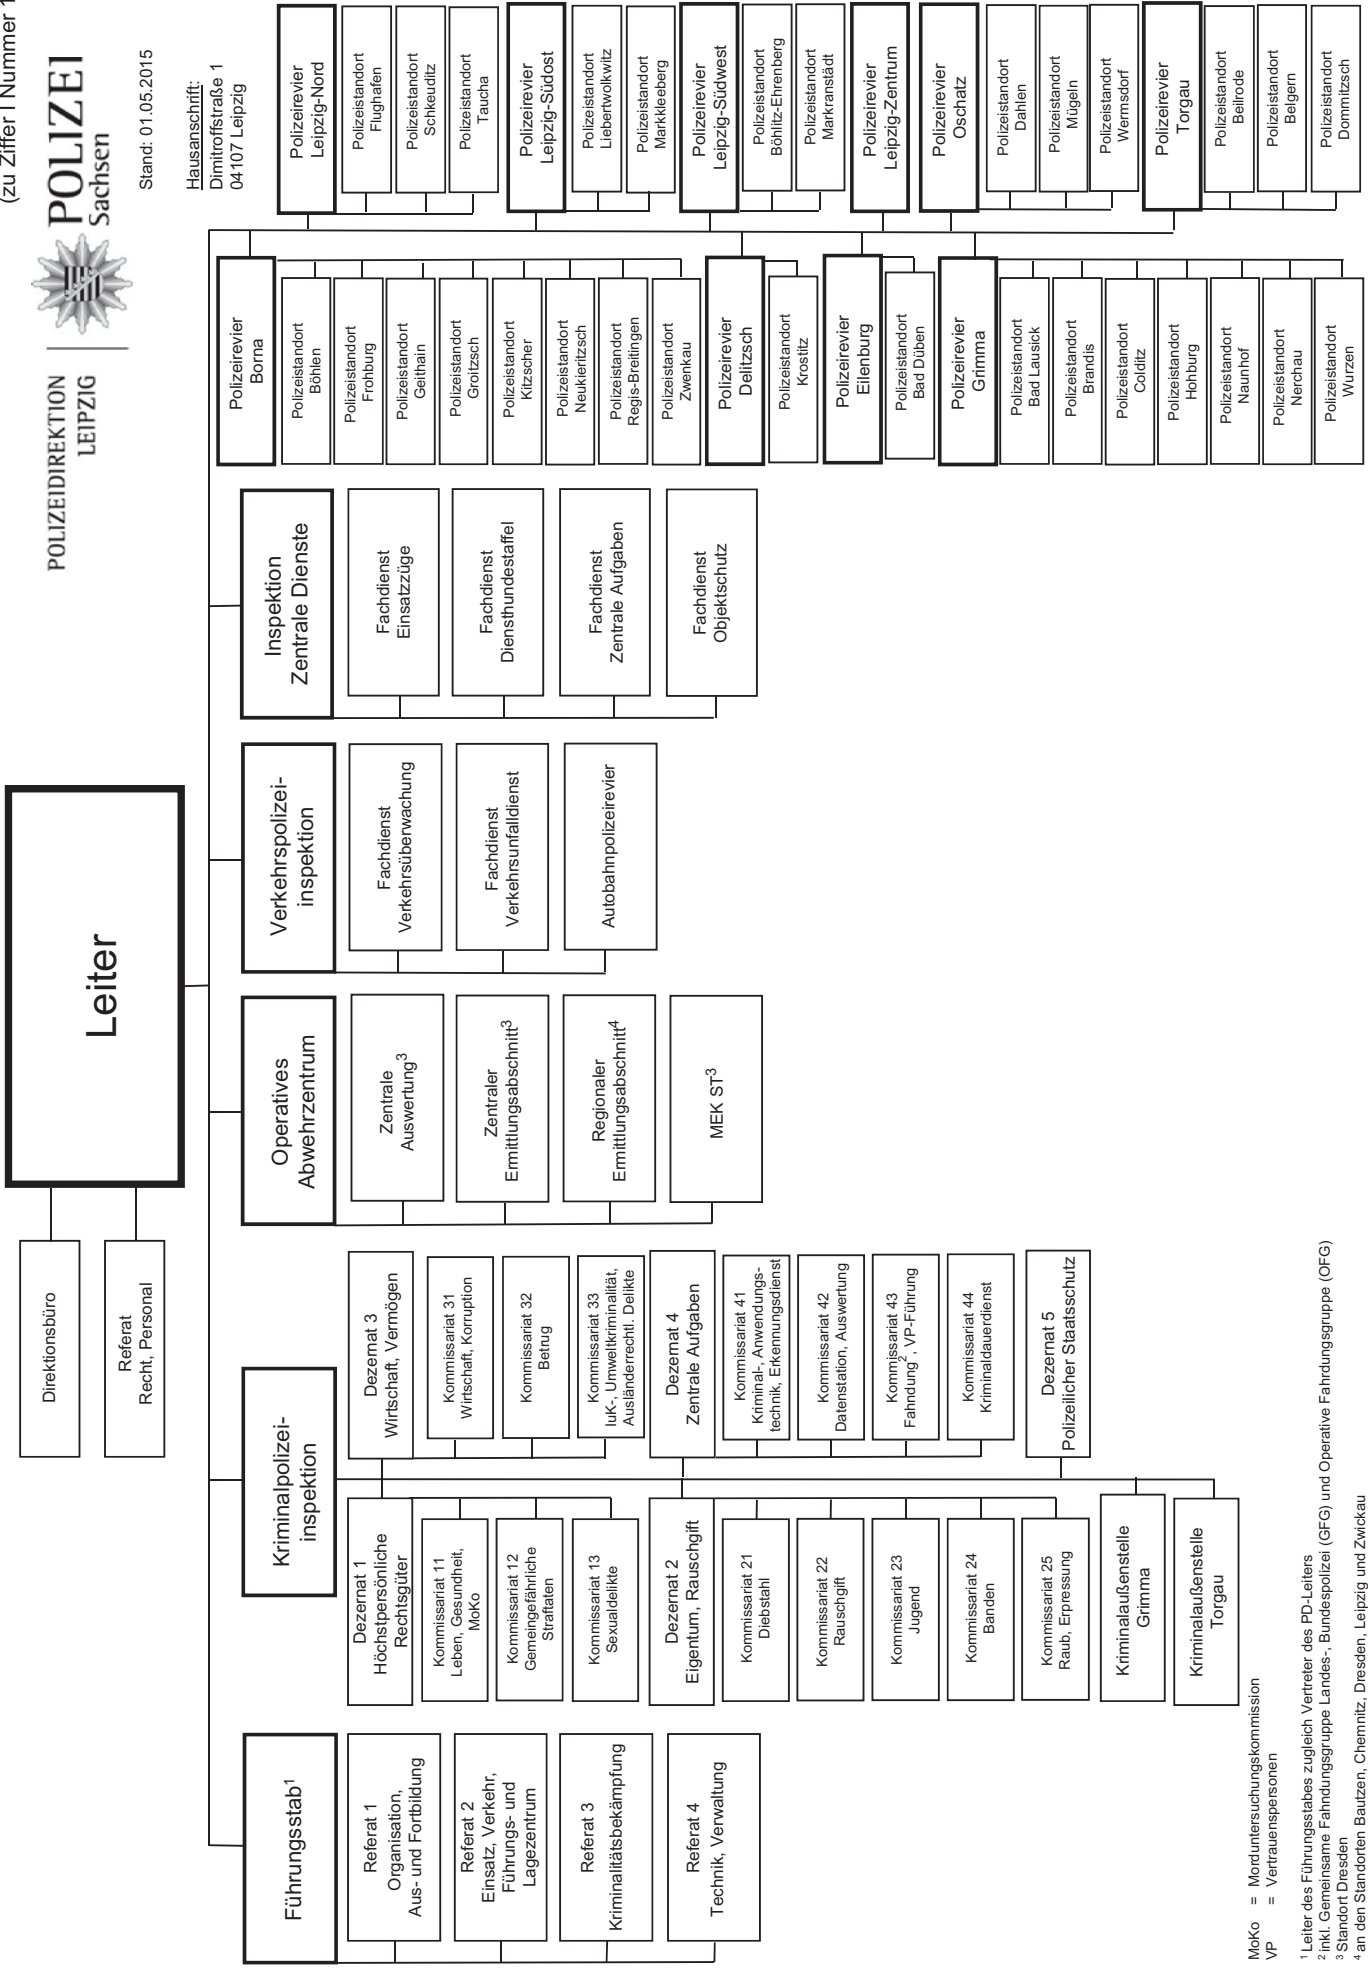 (zu Ziffer I Nummer 1
POLIZEIDIREKTION
LEIPZIG
POLIZEI
Sachsen
Stand: 01.05.2015
Hausanschrift:
Dimitroffstraße 1
04107 Leipzig
Leiter
Direktionsbüro
Referat
Recht, Personal
Führungsstab¹
Referat 1
Organisation,
Aus- und Fortbildung
Referat 2
Einsatz, Verkehr,
Führungs- und
Lagezentrum
Referat 3
Kriminalitätsbekämpfung
Referat 4
Technik, Verwaltung
Kriminalpolizei-
inspektion
Dezernat 1
Höchstpersönliche
Rechtsgüter
Kommissariat 11
Leben, Gesundheit,
MoKo
Kommissariat 12
Gemeingefährliche
Straftaten
Kommissariat 13
Sexualdelikte
Dezernat 2
Eigentum, Rauschgift
Kommissariat 21
Diebstahl
Kommissariat 22
Rauschgift
Kommissariat 23
Jugend
Kommissariat 24
Banden
Kommissariat 25
Raub, Erpressung
Kriminalaußenstelle
Grimma
Kriminalaußenstelle
Torgau
Dezernat 3
Wirtschaft, Vermögen
Kommissariat 31
Wirtschaft, Korruption
Kommissariat 32
Betrug
Kommissariat 33
IuK-, Umweltkriminalität,
Ausländerrechtl. Delikte
Dezernat 4
Zentrale Aufgaben
Kommissariat 41
Kriminal-, Anwendungs-
technik, Erkennungsdienst
Kommissariat 42
Datenstation, Auswertung
Kommissariat 43
Fahndung², VP-Führung
Kommissariat 44
Kriminaldauerdienst
Dezernat 5
Polizeilicher Staatsschutz
Operatives
Abwehrzentrum
Zentrale
Auswertung³
Zentraler
Ermittlungsabschnitt³
Regionaler
Ermittlungsabschnitt⁴
MEK ST³
Verkehrspolizei-
inspektion
Fachdienst
Verkehrsüberwachung
Fachdienst
Verkehrsunfalldienst
Autobahnpolizeirevier
Inspektion
Zentrale Dienste
Fachdienst
Einsatzzüge
Fachdienst
Diensthundestaffel
Fachdienst
Zentrale Aufgaben
Fachdienst
Objektschutz
Polizeirevier
Borna
Polizeistandort
Böhlen
Polizeistandort
Frohburg
Polizeistandort
Geithain
Polizeistandort
Groitzsch
Polizeistandort
Kitzscher
Polizeistandort
Neukieritzsch
Polizeistandort
Regis-Breitingen
Polizeistandort
Zwenkau
Polizeirevier
Delitzsch
Polizeistandort
Krostitz
Polizeirevier
Eilenburg
Polizeistandort
Bad Düben
Polizeirevier
Grimma
Polizeistandort
Bad Lausick
Polizeistandort
Brandis
Polizeistandort
Colditz
Polizeistandort
Hohburg
Polizeistandort
Naunhof
Polizeistandort
Nerchau
Polizeistandort
Wurzen
Polizeirevier
Leipzig-Nord
Polizeistandort
Flughafen
Polizeistandort
Schkeuditz
Polizeistandort
Taucha
Polizeirevier
Leipzig-Südost
Polizeistandort
Liebertwolkwitz
Polizeistandort
Markkleeberg
Polizeirevier
Leipzig-Südwest
Polizeistandort
Böhlitz-Ehrenberg
Polizeistandort
Markranstädt
Polizeirevier
Leipzig-Zentrum
Polizeirevier
Oschatz
Polizeistandort
Dahlen
Polizeistandort
Mügeln
Polizeistandort
Wermsdorf
Polizeirevier
Torgau
Polizeistandort
Beilrode
Polizeistandort
Belgern
Polizeistandort
Dommitzsch
MoKo = Morduntersuchungskommission
VP = Vertrauenspersonen
¹ Leiter des Führungsstabes zugleich Vertreter des PD-Leiters
² inkl. Gemeinsame Fahndungsgruppe Landes-, Bundespolizei (GFG) und Operative Fahndungsgruppe (OFG)
³ Standort Dresden
⁴ an den Standorten Bautzen, Chemnitz, Dresden, Leipzig und Zwickau